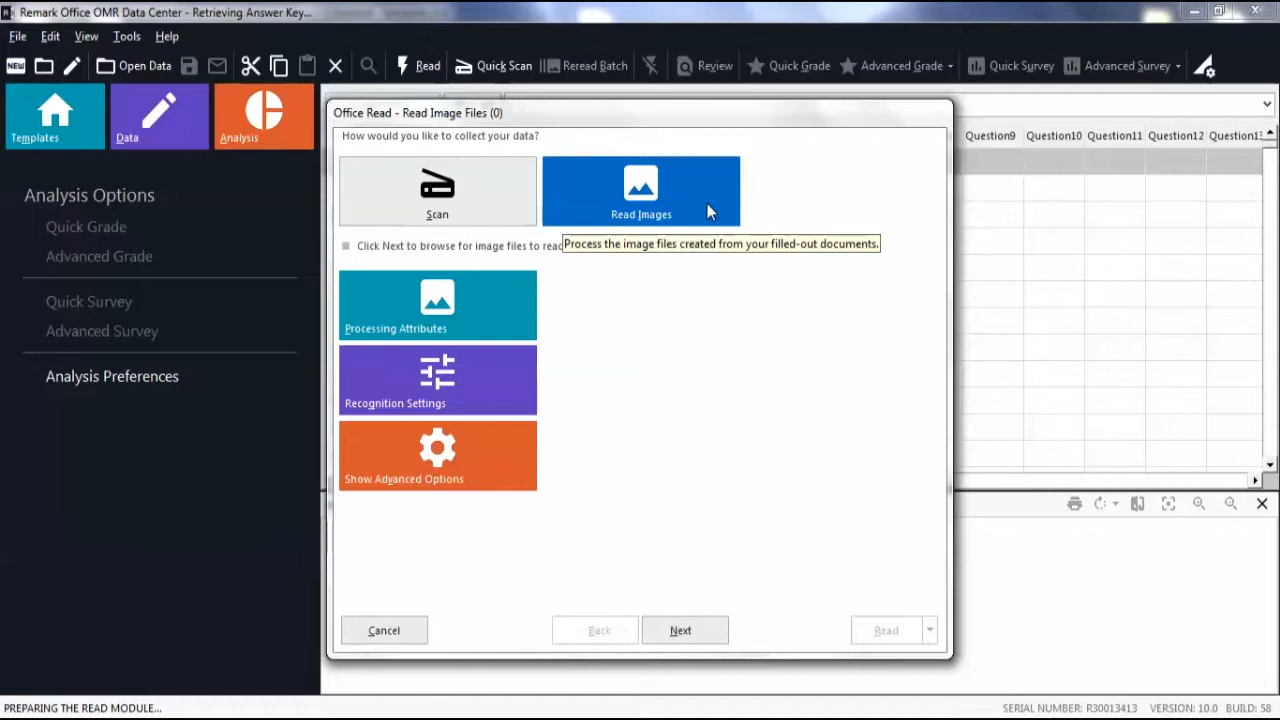 Remark Office OMR Data Center - Retrieving Answer Key...
File Edit View Tools Help
NEW Open Data Read Quick Scan Reread Batch Review Quick Grade Advanced Grade Quick Survey Advanced Survey
Templates Data Analysis
Analysis Options
Quick Grade
Advanced Grade
Quick Survey
Advanced Survey
Analysis Preferences
Office Read - Read Image Files (0)
How would you like to collect your data?
Scan Read Images
Click Next to browse for image files to read
Process the image files created from your filled-out documents.
Processing Attributes
Recognition Settings
Show Advanced Options
Cancel Back Next Read
Question9 Question10 Question11 Question12 Question13
PREPARING THE READ MODULE... SERIAL NUMBER: R30013413 VERSION: 10.0 BUILD: 58